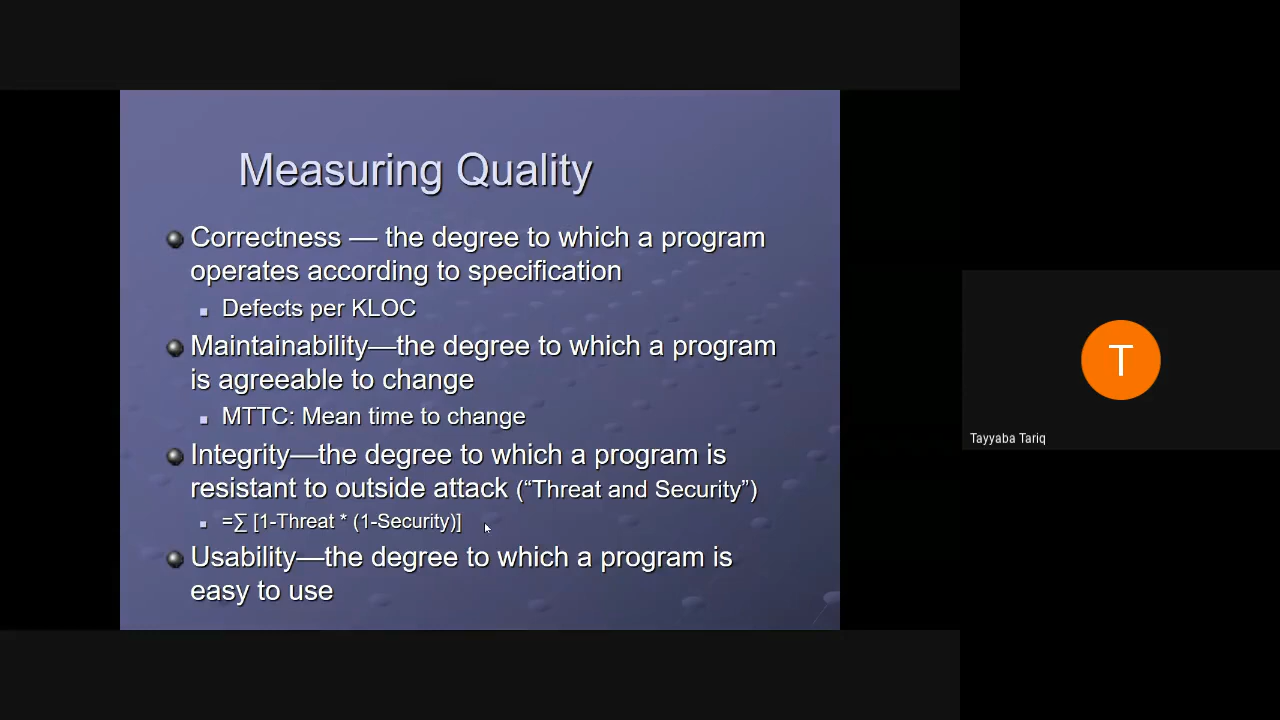 Measuring Quality
Correctness — the degree to which a program
operates according to specification
Defects per KLOC
Maintainability—the degree to which a program
is agreeable to change
MTTC: Mean time to change
Integrity—the degree to which a program is
resistant to outside attack (“Threat and Security”)
=∑ [1-Threat * (1-Security)]
Usability—the degree to which a program is
easy to use
T
Tayyaba Tariq